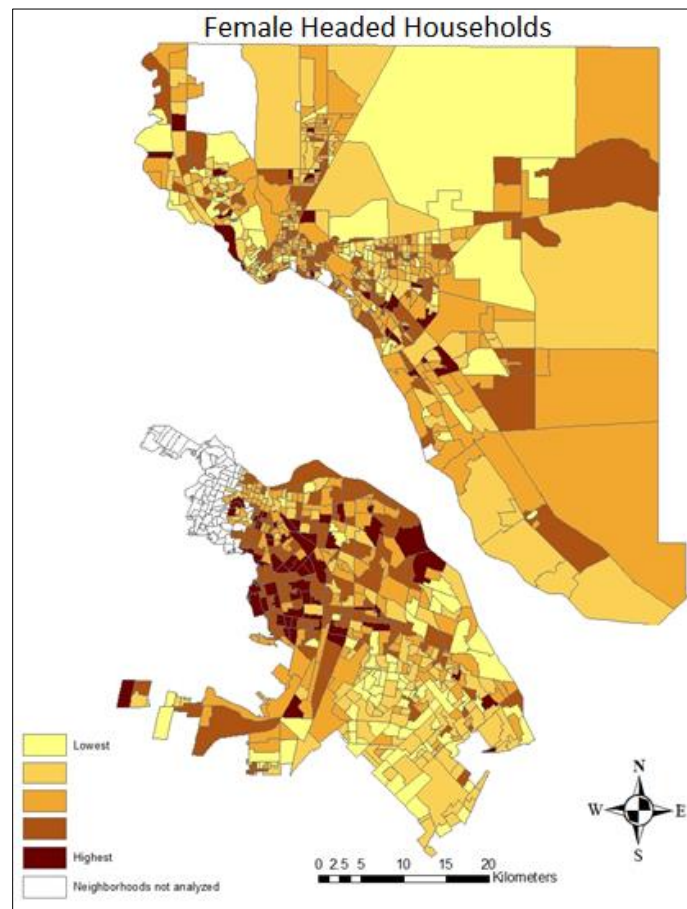 Female Headed Households
Lowest
Highest
Neighborhoods not analyzed
N
W E
S
0 2.5 5 10 15 20
Kilometers